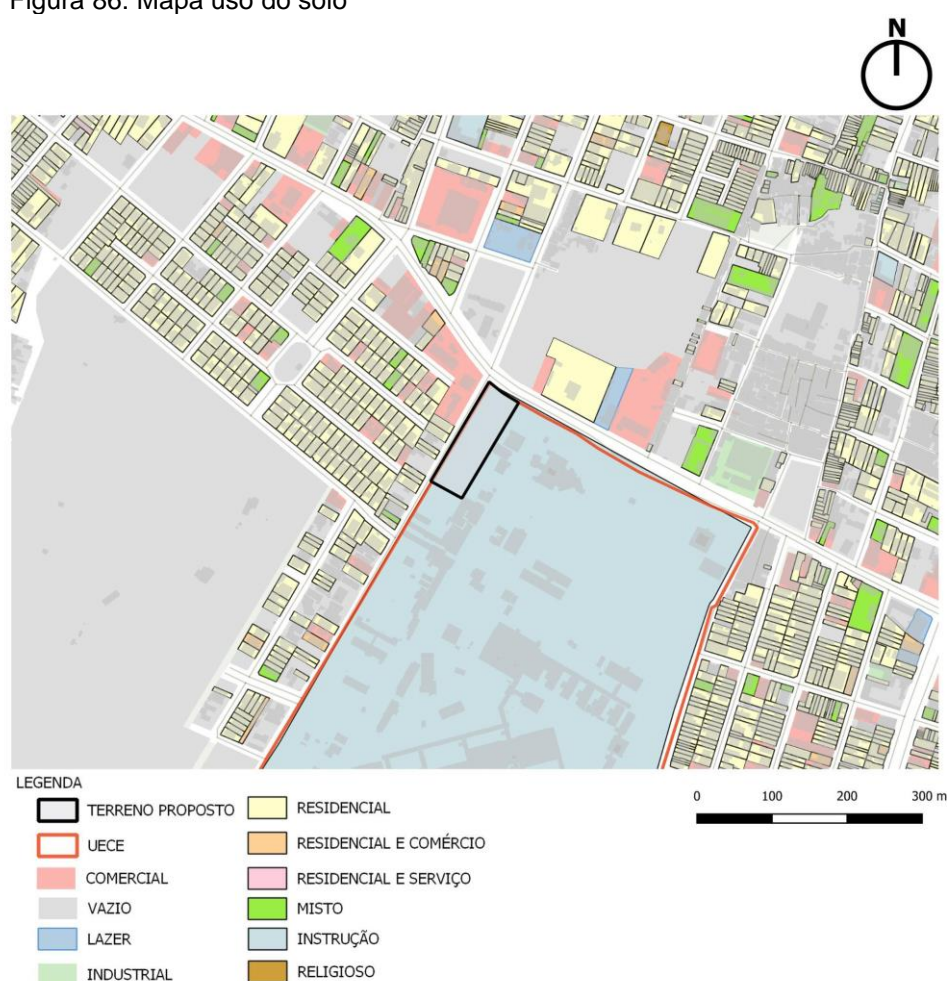 Figura 86: Mapa uso do solo
N
LEGENDA
TERRENO PROPOSTO
UECE
COMERCIAL
VAZIO
LAZER
INDUSTRIAL
RESIDENCIAL
RESIDENCIAL E COMÉRCIO
RESIDENCIAL E SERVIÇO
MISTO
INSTRUÇÃO
RELIGIOSO
0 100 200 300 m